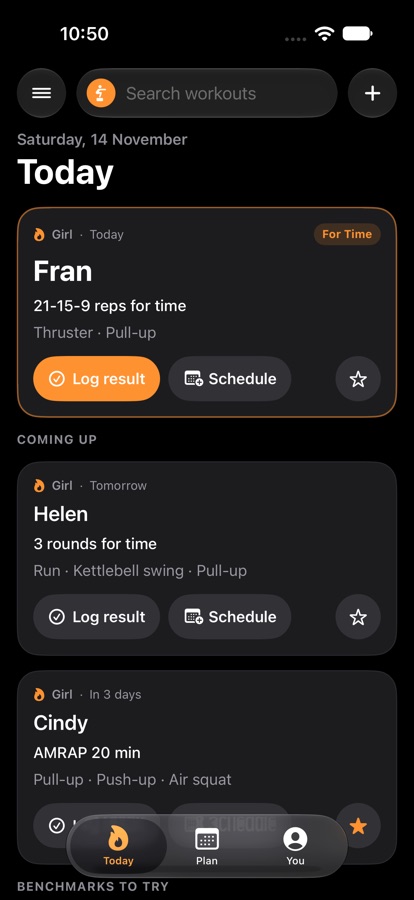 10:50
Search workouts
Saturday, 14 November
Today
Girl · Today
For Time
Fran
21-15-9 reps for time
Thruster · Pull-up
Log result
Schedule
COMING UP
Girl · Tomorrow
Helen
3 rounds for time
Run · Kettlebell swing · Pull-up
Log result
Schedule
Girl · In 3 days
Cindy
AMRAP 20 min
Pull-up · Push-up · Air squat
Schedule
Today
Plan
You
BENCHMARKS TO TRY